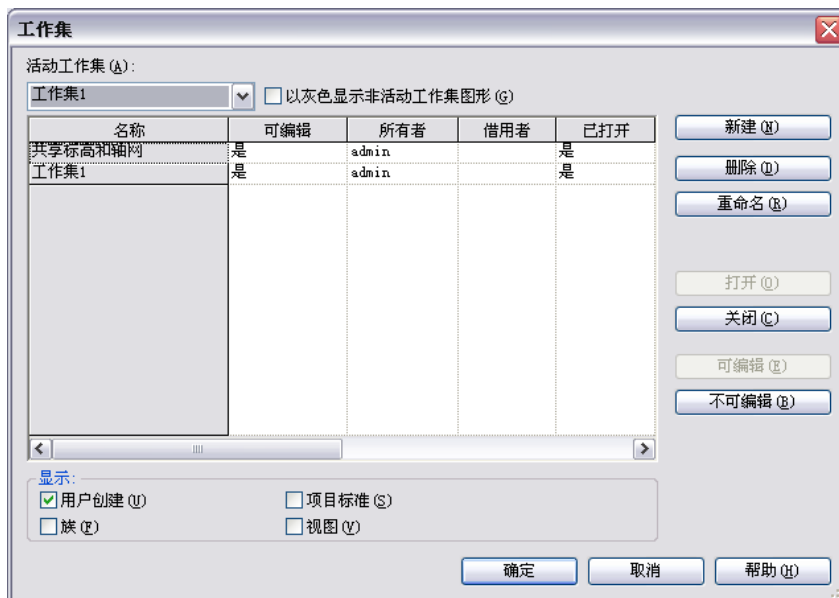 工作集
活动工作集(A):
工作集1
以灰色显示非活动工作集图形(G)
名称 可编辑 所有者 借用者 已打开
共享标高和轴网 是 admin 是
工作集1 是 admin 是
新建(N)
删除(D)
重命名(R)
打开(O)
关闭(C)
可编辑(E)
不可编辑(B)
显示:
用户创建(U) 项目标准(S)
族(F) 视图(V)
确定 取消 帮助(H)